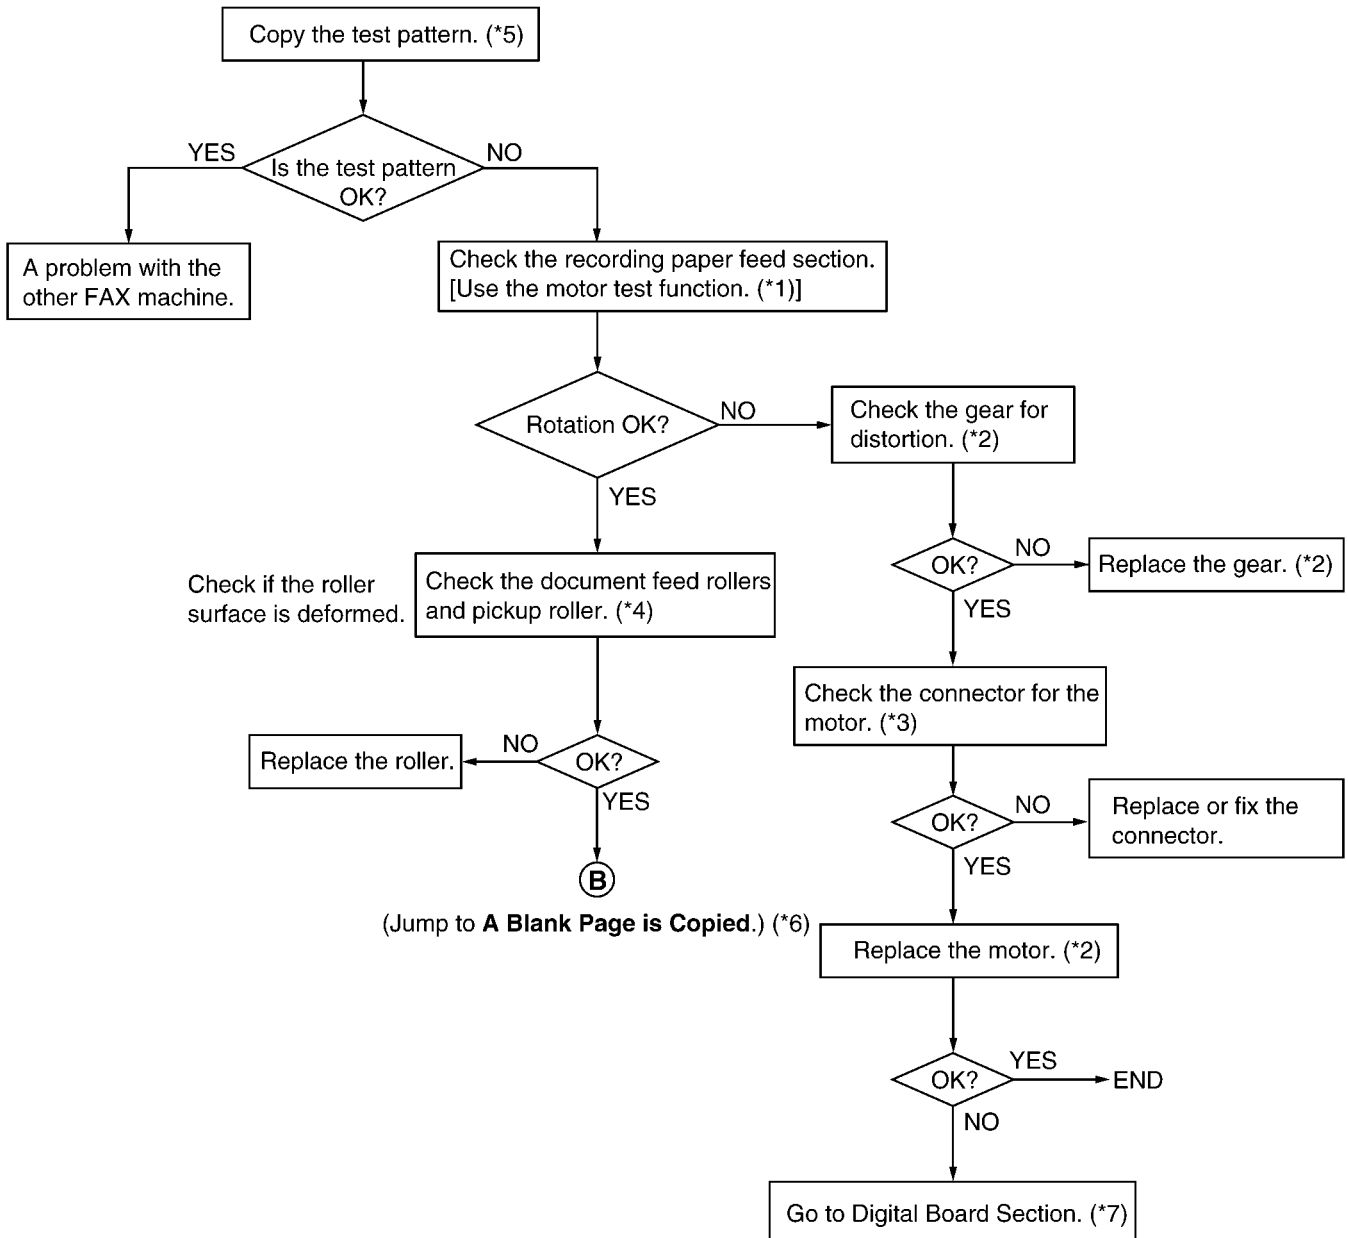 Copy the test pattern. (*5)
YES
NO
Is the test pattern
OK?
A problem with the
other FAX machine.
Check the recording paper feed section.
[Use the motor test function. (*1)]
Rotation OK?
NO
Check the gear for
distortion. (*2)
YES
Check if the roller
surface is deformed.
Check the document feed rollers
and pickup roller. (*4)
OK?
NO
Replace the gear. (*2)
YES
Check the connector for the
motor. (*3)
Replace the roller.
NO
OK?
YES
OK?
NO
Replace or fix the
connector.
YES
B
(Jump to A Blank Page is Copied.) (*6)
Replace the motor. (*2)
OK?
YES
END
NO
Go to Digital Board Section. (*7)